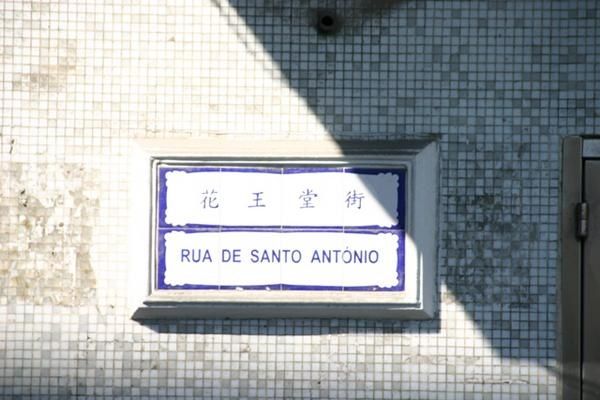 花王堂街
RUA DE SANTO ANTÓNIO